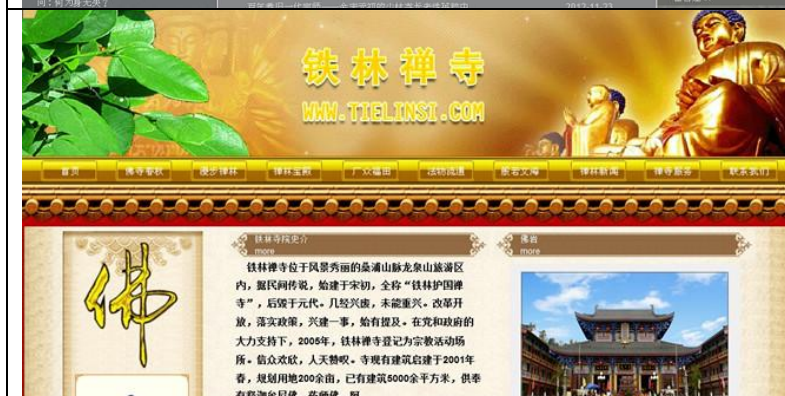 2012-11-23
铁林禅寺
WWW.TIELINSI.COM
首页 佛寺春秋 漫步禅林 禅林宝殿 广众福田 法物流通 般若文海 禅林新闻 禅寺服务 联系我们
铁林寺院史介
more
佛
铁林禅寺位于风景秀丽的桑浦山脉龙泉山旅游区
内，据民间传说，始建于宋初，全称“铁林护国禅
寺”，后毁于元代。几经兴废，未能重兴。改革开
放，落实政策，兴建一事，始有提及。在党和政府的
大力支持下，2005年，铁林禅寺登记为宗教活动场
所。信众欢欣，人天赞叹。寺现有建筑启建于2001年
春，规划用地200余亩，已有建筑5000余平方米，供奉
more